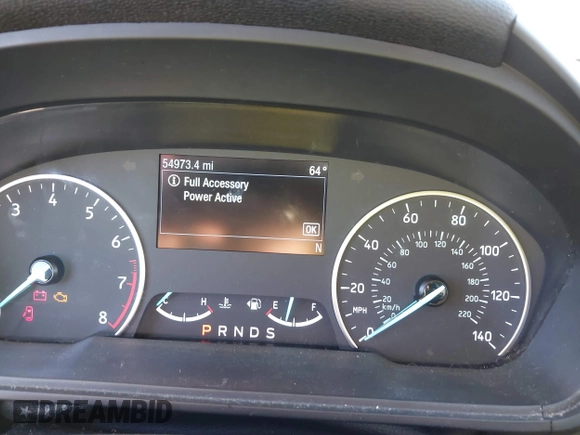 54973.4 mi 64°
Full Accessory
Power Active
OK
N
3 4 5 6 7 8
C H E F
P R N D S
0 20 40 60 80 100 120 140
MPH
0 20 40 60 80 100 120 140 160 180 200 220
km/h
DREAMBID